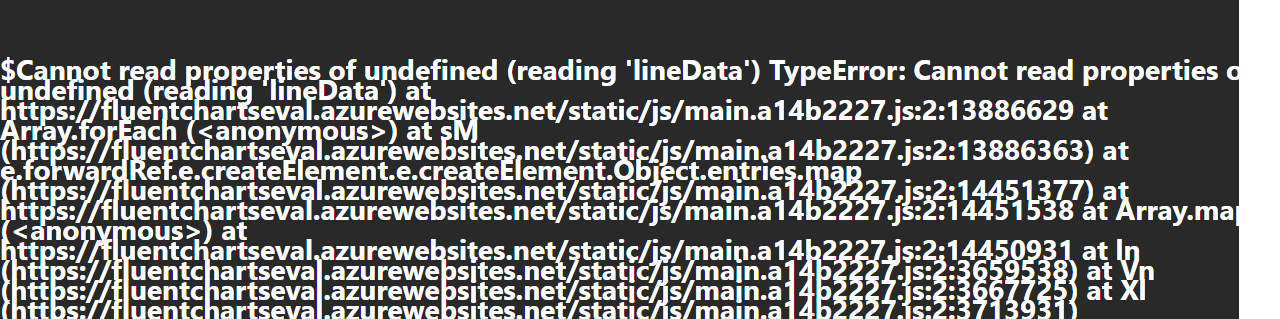 $Cannot read properties of undefined (reading 'lineData') TypeError: Cannot read properties o
undefined (reading 'lineData') at
https://fluentchartseval.azurewebsites.net/static/js/main.a14b2227.js:2:13886629 at
Array.forEach (<anonymous>) at sM
(https://fluentchartseval.azurewebsites.net/static/js/main.a14b2227.js:2:13886363) at
e.forwardRef.e.createElement.e.createElement.Object.entries.map
(https://fluentchartseval.azurewebsites.net/static/js/main.a14b2227.js:2:14451377) at
https://fluentchartseval.azurewebsites.net/static/js/main.a14b2227.js:2:14451538 at Array.map
(<anonymous>) at
https://fluentchartseval.azurewebsites.net/static/js/main.a14b2227.js:2:14450931 at
(https://fluentchartseval.azurewebsites.net/static/js/main.a14b2227.js:2:3659538) at Vn
(https://fluentchartseval.azurewebsites.net/static/js/main.a14b2227.js:2:3667725) at
(https://fluentchartseval.azurewebsites.net/static/js/main.a14b2227.js:2:3713931)